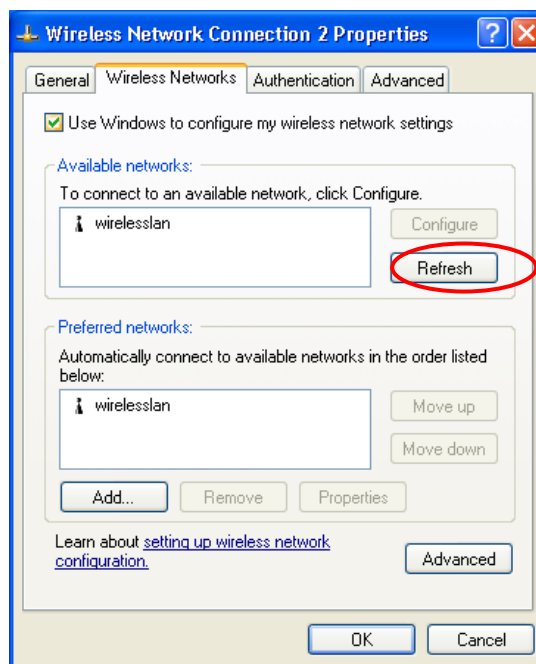 Wireless Network Connection 2 Properties
General Wireless Networks Authentication Advanced
Use Windows to configure my wireless network settings
Available networks:
To connect to an available network, click Configure.
wirelesslan
Configure
Refresh
Preferred networks:
Automatically connect to available networks in the order listed
below:
wirelesslan
Move up
Move down
Add... Remove Properties
Learn about setting up wireless network
configuration.
Advanced
OK Cancel